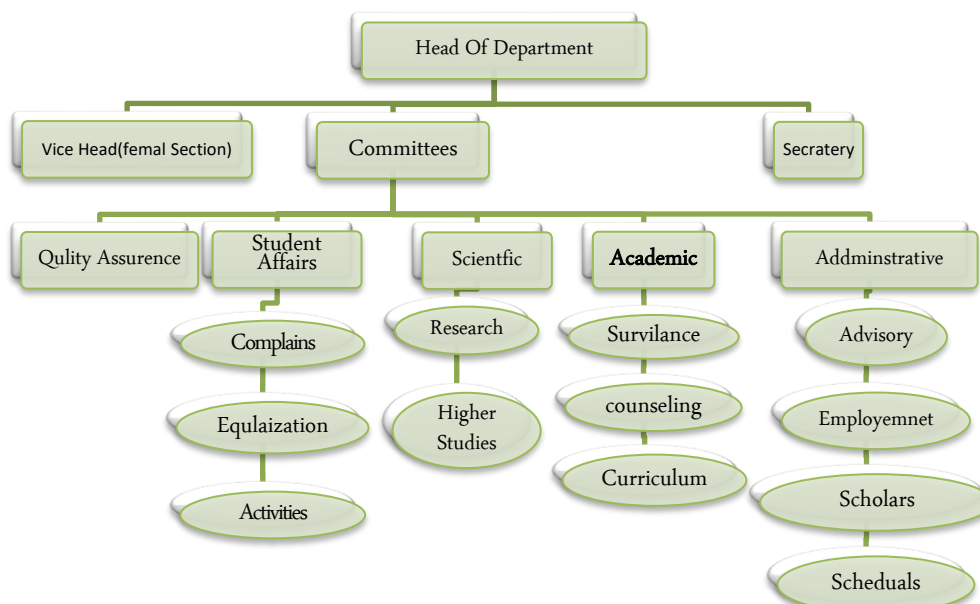 Head Of Department
Vice Head(femal Section)
Committees
Secratery
Qulity Assurence
Student
Affairs
Scientfic
Academic
Addminstrative
Complains
Research
Survilance
Advisory
Equlaization
Higher
Studies
counseling
Employemnet
Activities
Curriculum
Scholars
Scheduals